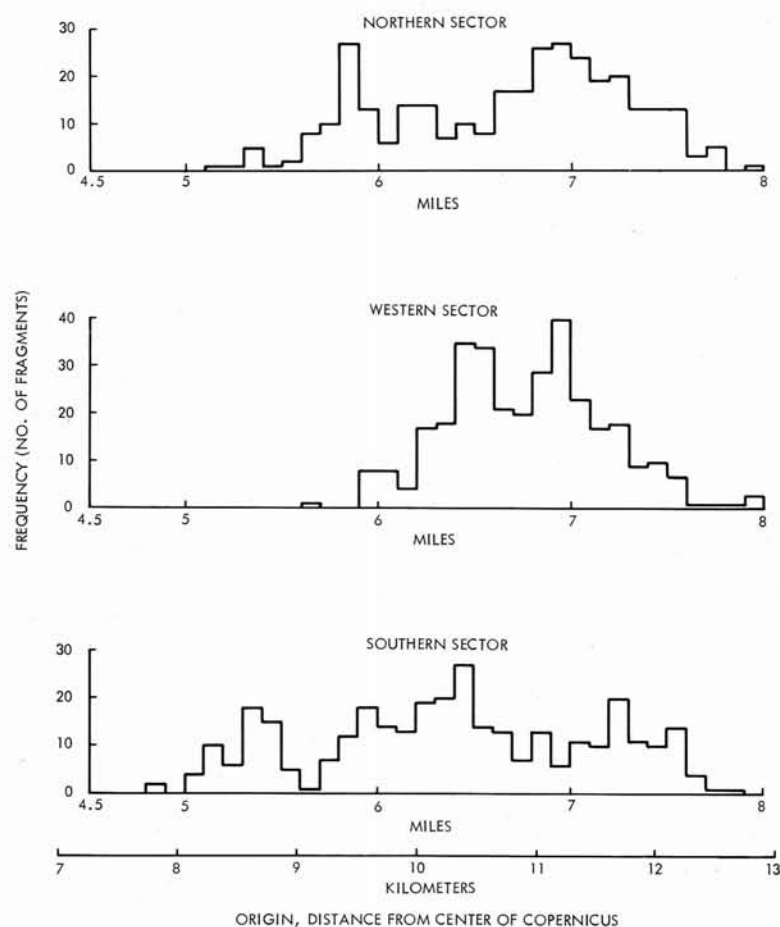 NORTHERN SECTOR
30
20
10
0
4.5 5 6 7 8
MILES
FREQUENCY (NO. OF FRAGMENTS)
WESTERN SECTOR
40
30
20
10
0
4.5 5 6 7 8
MILES
SOUTHERN SECTOR
30
20
10
0
4.5 5 6 7 8
MILES
7 8 9 10 11 12 13
KILOMETERS
ORIGIN, DISTANCE FROM CENTER OF COPERNICUS